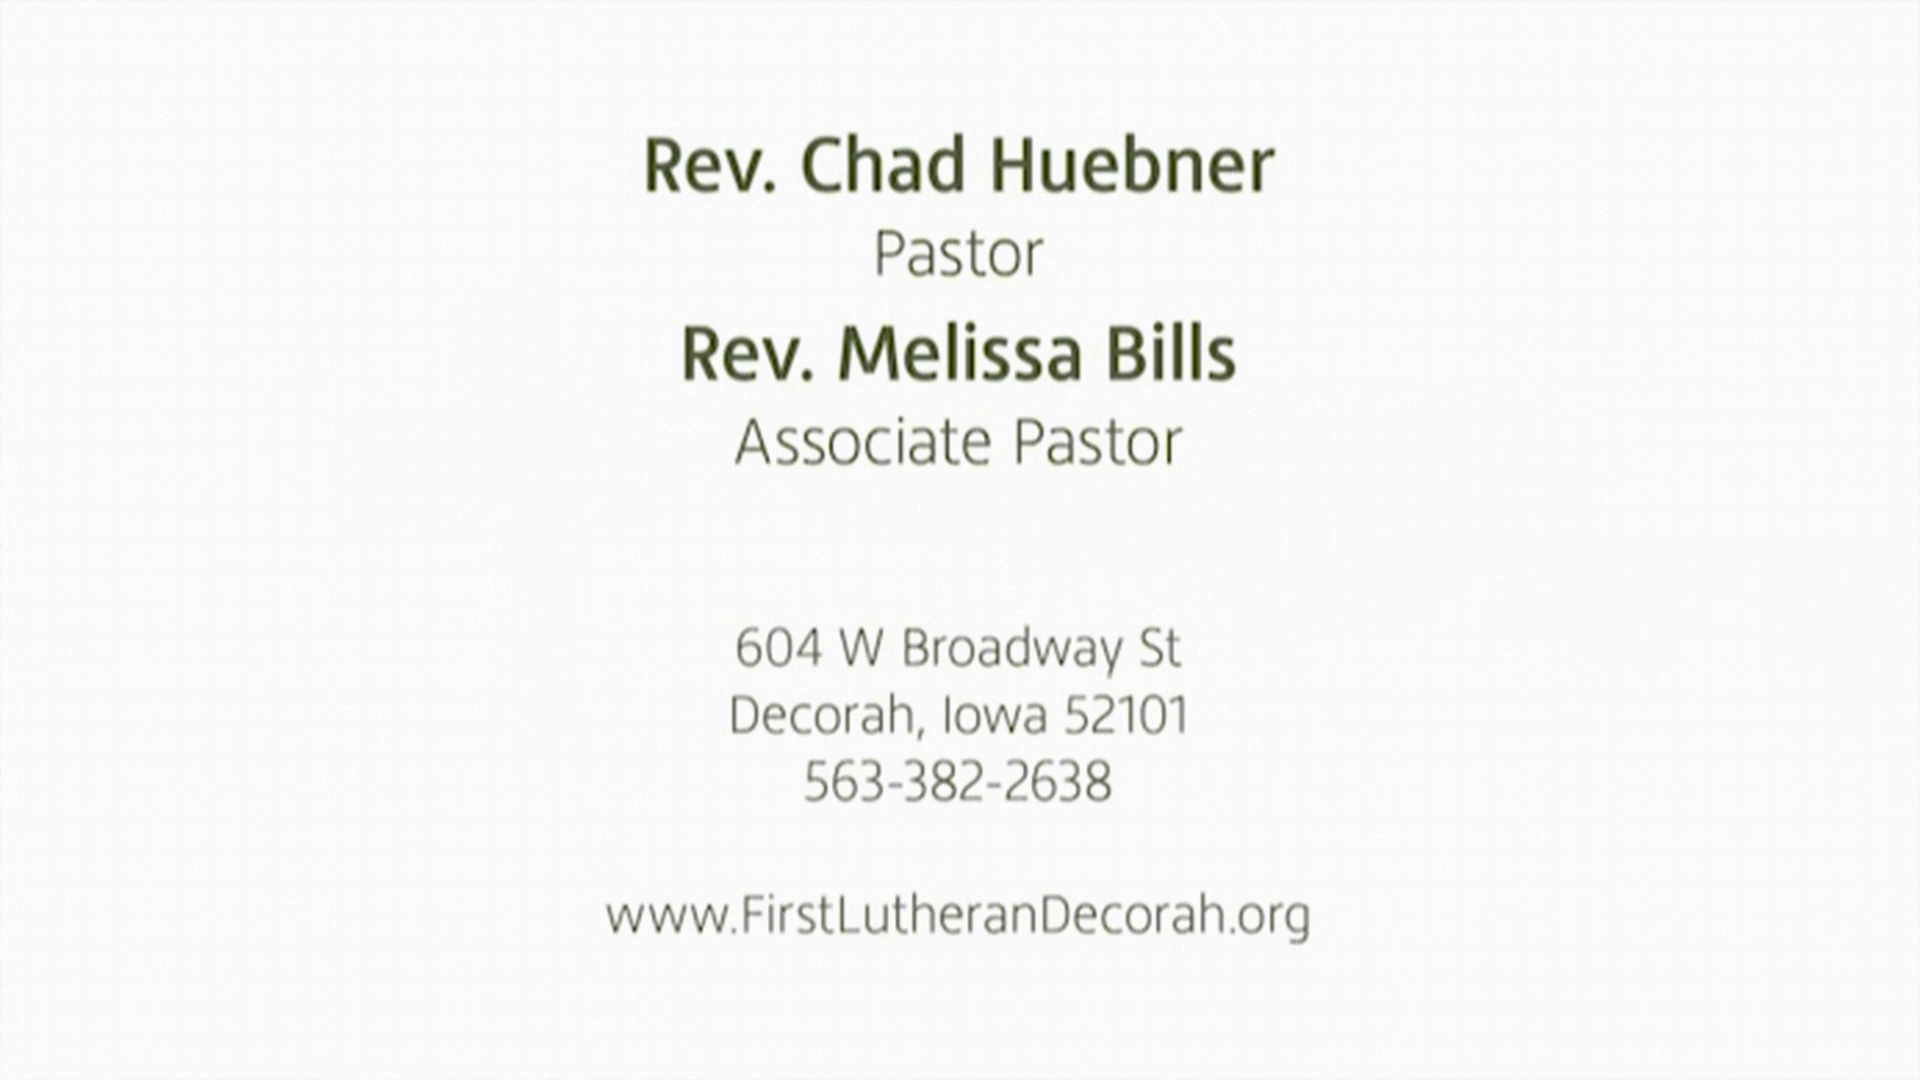 Rev. Chad Huebner
Pastor
Rev. Melissa Bills
Associate Pastor
604 W Broadway St
Decorah, Iowa 52101
563-382-2638
www.FirstLutheranDecorah.org